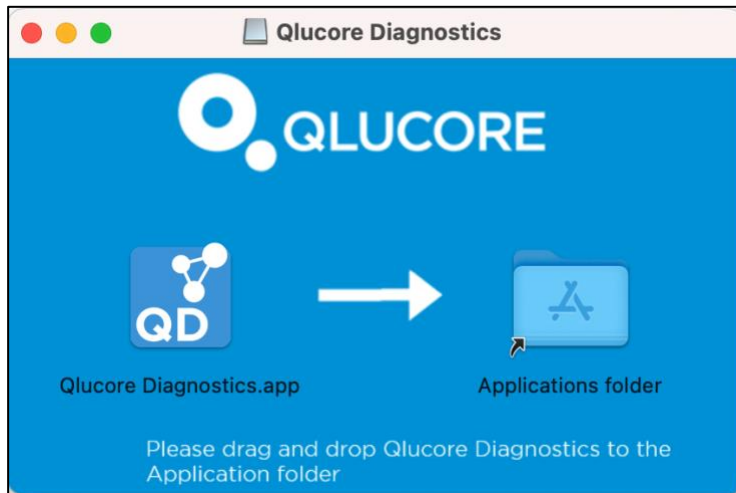 Qlucore Diagnostics
QLUCORE
QD
Qlucore Diagnostics.app
Applications folder
Please drag and drop Qlucore Diagnostics to the
Application folder